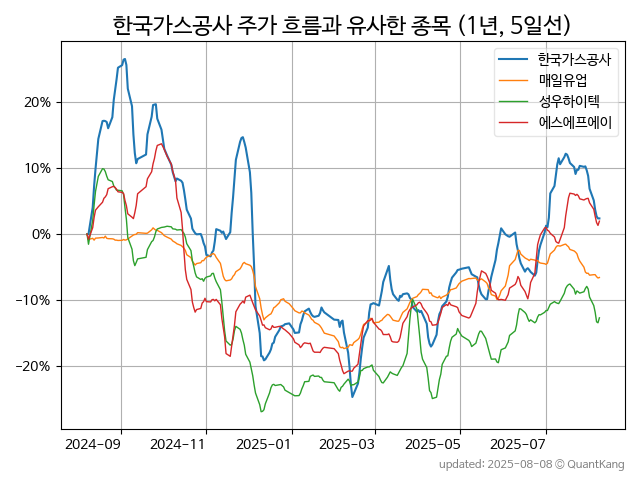 한국가스공사 주가 흐름과 유사한 종목 (1년, 5일선)
한국가스공사
매일유업
성우하이텍
에스에프에이
20%
10%
0%
−10%
−20%
2024-09
2024-11
2025-01
2025-03
2025-05
2025-07
updated: 2025-08-08 © QuantKang